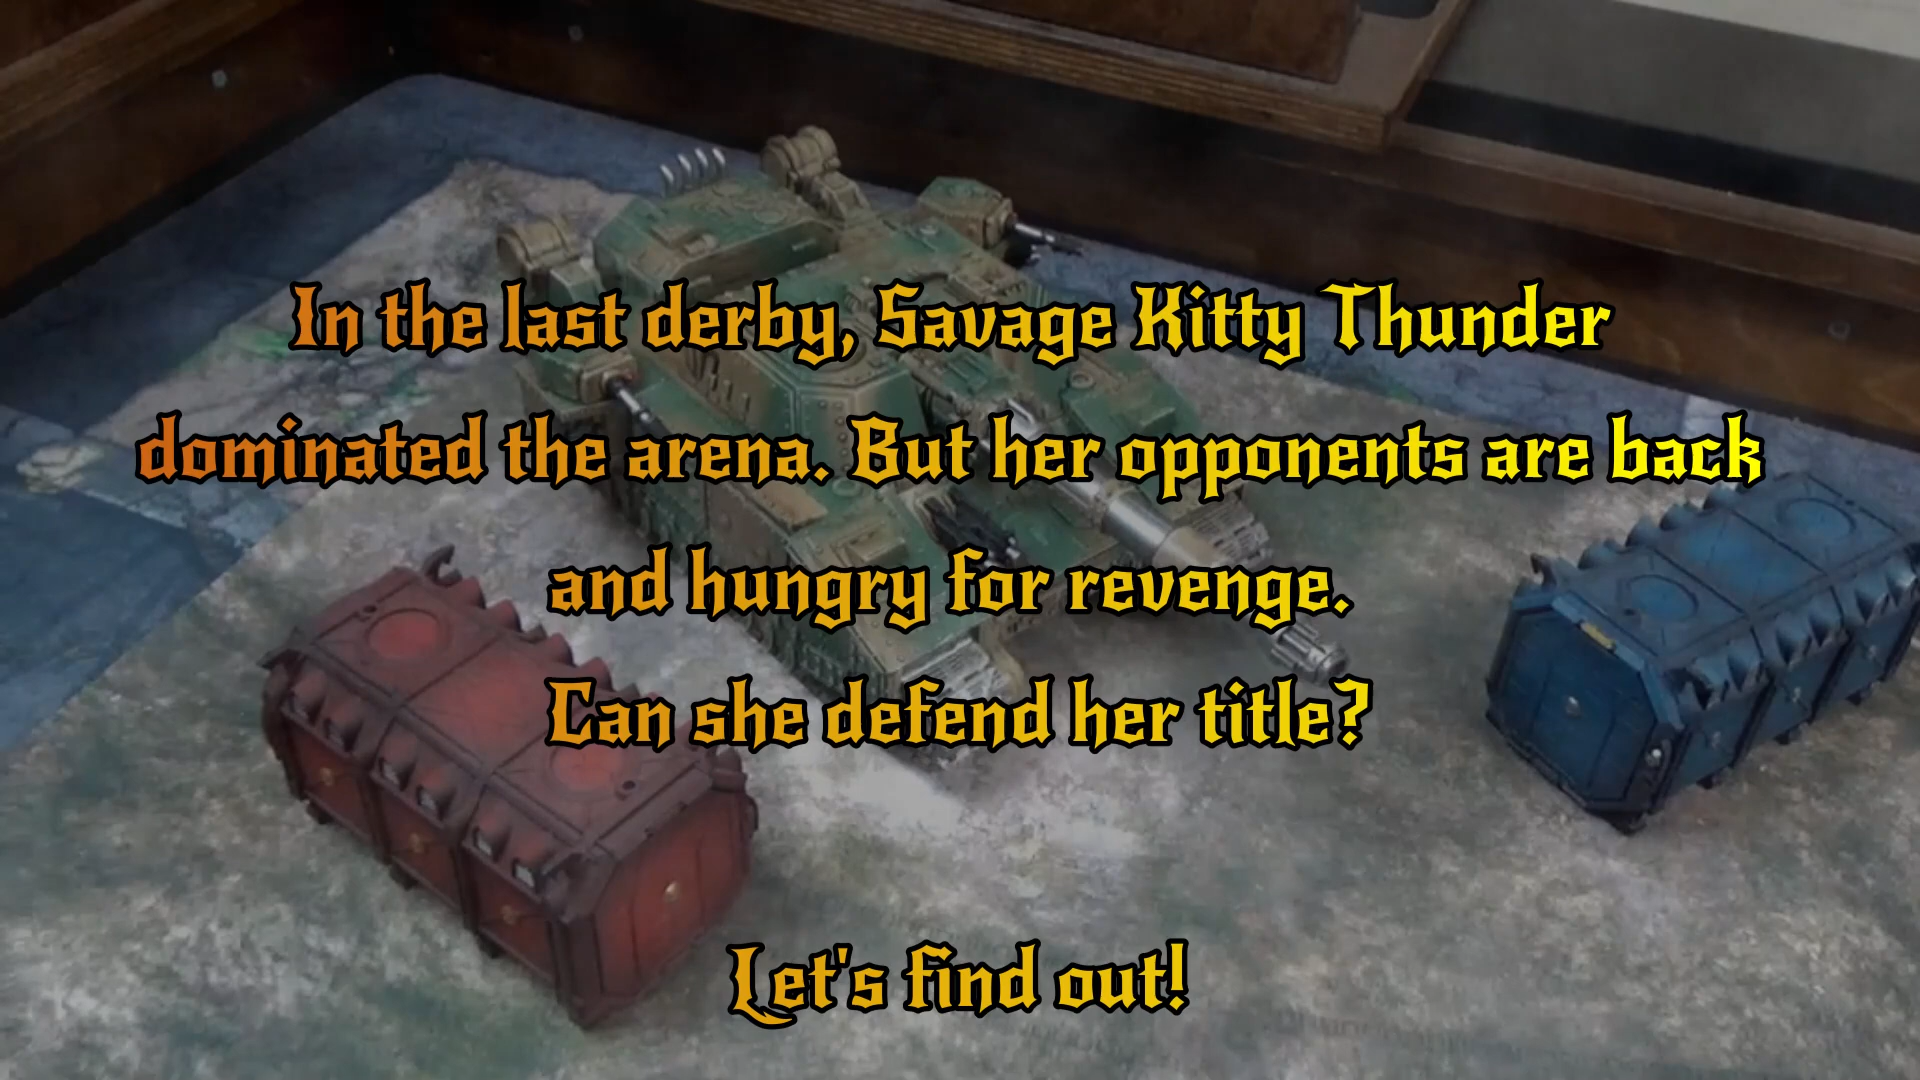 In the last derby, Savage Kitty Thunder
dominated the arena. But her opponents are back
and hungry for revenge.
Can she defend her title?
Let's find out!